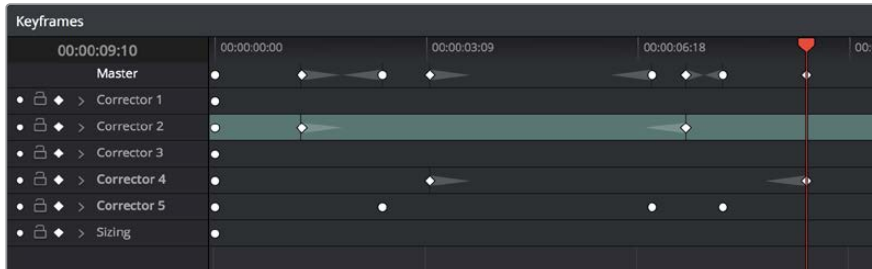 Keyframes
00:00:09:10 00:00:00:00 00:00:03:09 00:00:06:18 00:
Master
Corrector 1
Corrector 2
Corrector 3
Corrector 4
Corrector 5
Sizing